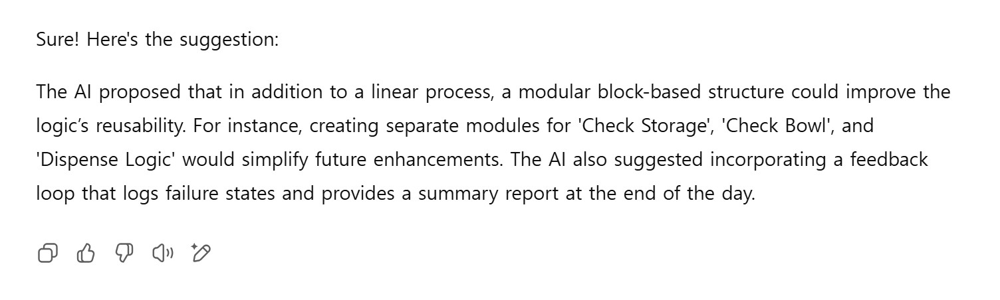 Sure! Here's the suggestion:
The AI proposed that in addition to a linear process, a modular block-based structure could improve the
logic’s reusability. For instance, creating separate modules for 'Check Storage', 'Check Bowl', and
'Dispense Logic' would simplify future enhancements. The AI also suggested incorporating a feedback
loop that logs failure states and provides a summary report at the end of the day.